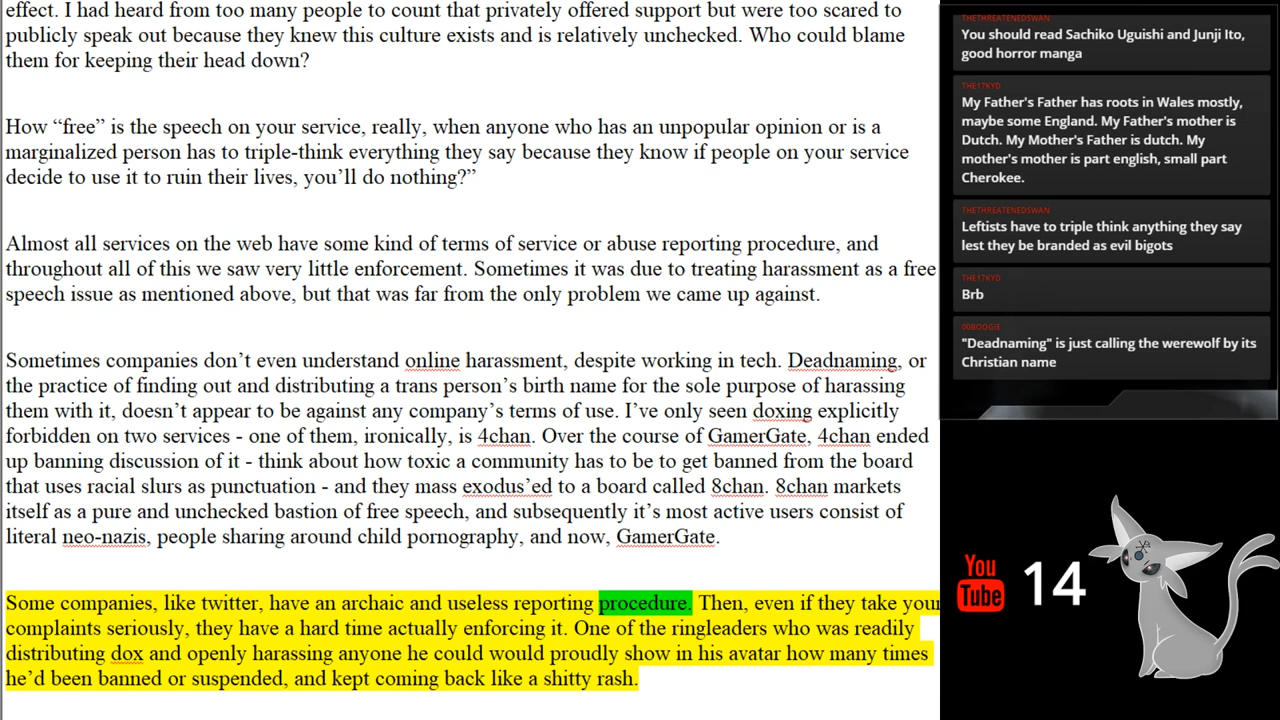 effect. I had heard from too many people to count that privately offered support but were too scared to
publicly speak out because they knew this culture exists and is relatively unchecked. Who could blame
them for keeping their head down?
How “free” is the speech on your service, really, when anyone who has an unpopular opinion or is a
marginalized person has to triple-think everything they say because they know if people on your service
decide to use it to ruin their lives, you’ll do nothing?”
Almost all services on the web have some kind of terms of service or abuse reporting procedure, and
throughout all of this we saw very little enforcement. Sometimes it was due to treating harassment as a free
speech issue as mentioned above, but that was far from the only problem we came up against.
Sometimes companies don’t even understand online harassment, despite working in tech. Deadnaming, or
the practice of finding out and distributing a trans person’s birth name for the sole purpose of harassing
them with it, doesn’t appear to be against any company’s terms of use. I’ve only seen doxing explicitly
forbidden on two services - one of them, ironically, is 4chan. Over the course of GamerGate, 4chan ended
up banning discussion of it - think about how toxic a community has to be to get banned from the board
that uses racial slurs as punctuation - and they mass exodus’ed to a board called 8chan. 8chan markets
itself as a pure and unchecked bastion of free speech, and subsequently it’s most active users consist of
literal neo-nazis, people sharing around child pornography, and now, GamerGate.
Some companies, like twitter, have an archaic and useless reporting procedure. Then, even if they take your
complaints seriously, they have a hard time actually enforcing it. One of the ringleaders who was readily
distributing dox and openly harassing anyone he could would proudly show in his avatar how many times
he’d been banned or suspended, and kept coming back like a shitty rash.
THETHREATENEDSWAN
You should read Sachiko Uguishi and Junji Ito,
good horror manga
THE17KYD
My Father's Father has roots in Wales mostly,
maybe some England. My Father's mother is
Dutch. My Mother's Father is dutch. My
mother's mother is part english, small part
Cherokee.
THETHREATENEDSWAN
Leftists have to triple think anything they say
lest they be branded as evil bigots
THE17KYD
Brb
00BOOGIE
"Deadnaming" is just calling the werewolf by its
Christian name
You
Tube
14